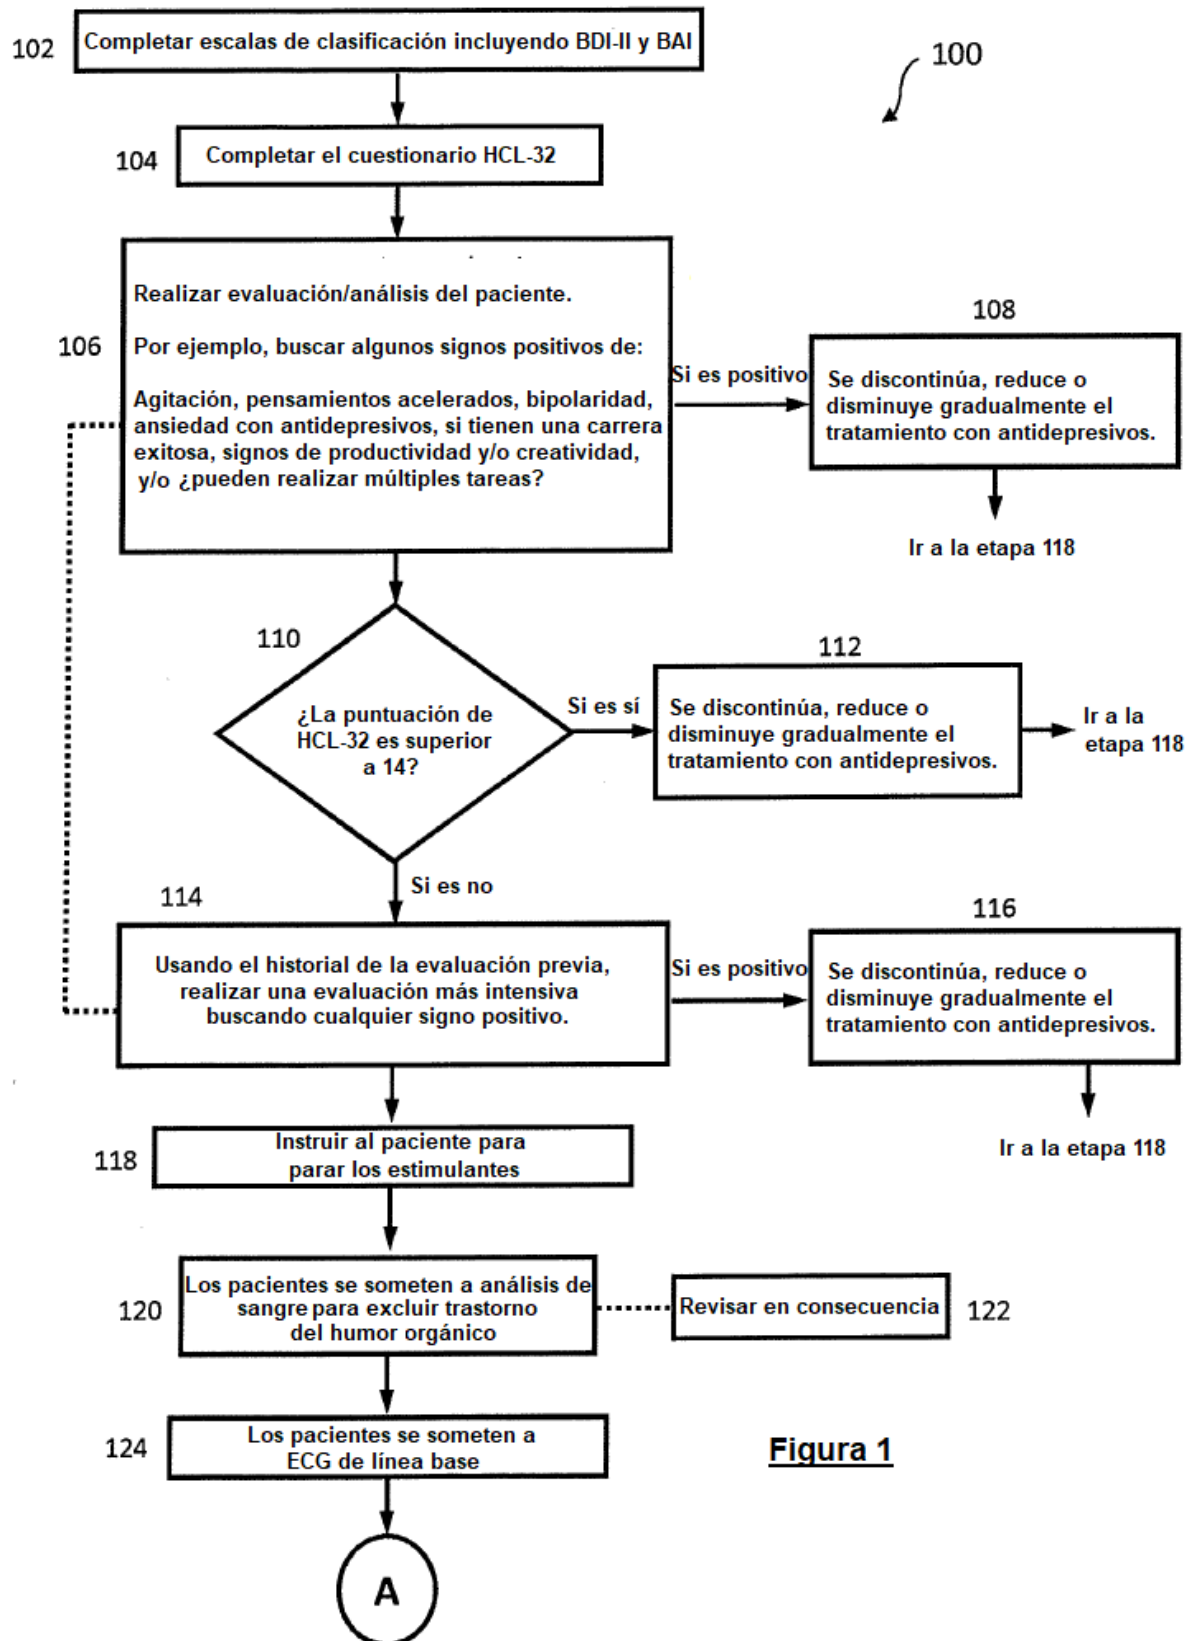 102
Completar escalas de clasificación incluyendo BDI-II y BAI
100
104
Completar el cuestionario HCL-32
106
Realizar evaluación/análisis del paciente.
Por ejemplo, buscar algunos signos positivos de:
Agitación, pensamientos acelerados, bipolaridad,
ansiedad con antidepresivos, si tienen una carrera
exitosa, signos de productividad y/o creatividad,
y/o ¿pueden realizar múltiples tareas?
Si es positivo
108
Se discontinúa, reduce o
disminuye gradualmente el
tratamiento con antidepresivos.
Ir a la etapa 118
110
¿La puntuación de
HCL-32 es superior
a 14?
Si es sí
112
Se discontinúa, reduce o
disminuye gradualmente el
tratamiento con antidepresivos.
Ir a la
etapa 118
Si es no
114
Usando el historial de la evaluación previa,
realizar una evaluación más intensiva
buscando cualquier signo positivo.
Si es positivo
116
Se discontinúa, reduce o
disminuye gradualmente el
tratamiento con antidepresivos.
Ir a la etapa 118
118
Instruir al paciente para
parar los estimulantes
120
Los pacientes se someten a análisis de
sangre para excluir trastorno
del humor orgánico
Revisar en consecuencia
122
124
Los pacientes se someten a
ECG de línea base
Figura 1
A